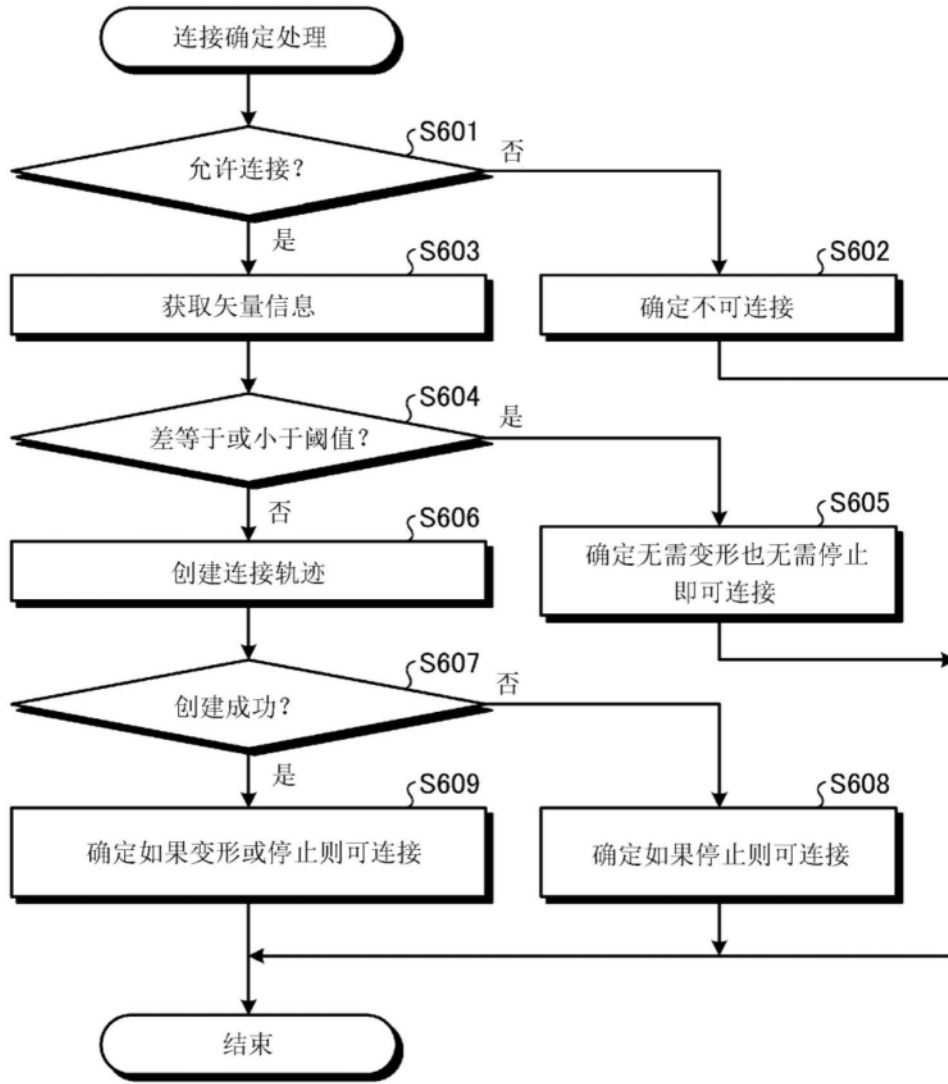 连接确定处理
S601
允许连接？
否
是
S603
获取矢量信息
S602
确定不可连接
S604
差等于或小于阈值？
是
否
S606
创建连接轨迹
S605
确定无需变形也无需停止
即可连接
S607
创建成功？
否
是
S609
确定如果变形或停止则可连接
S608
确定如果停止则可连接
结束